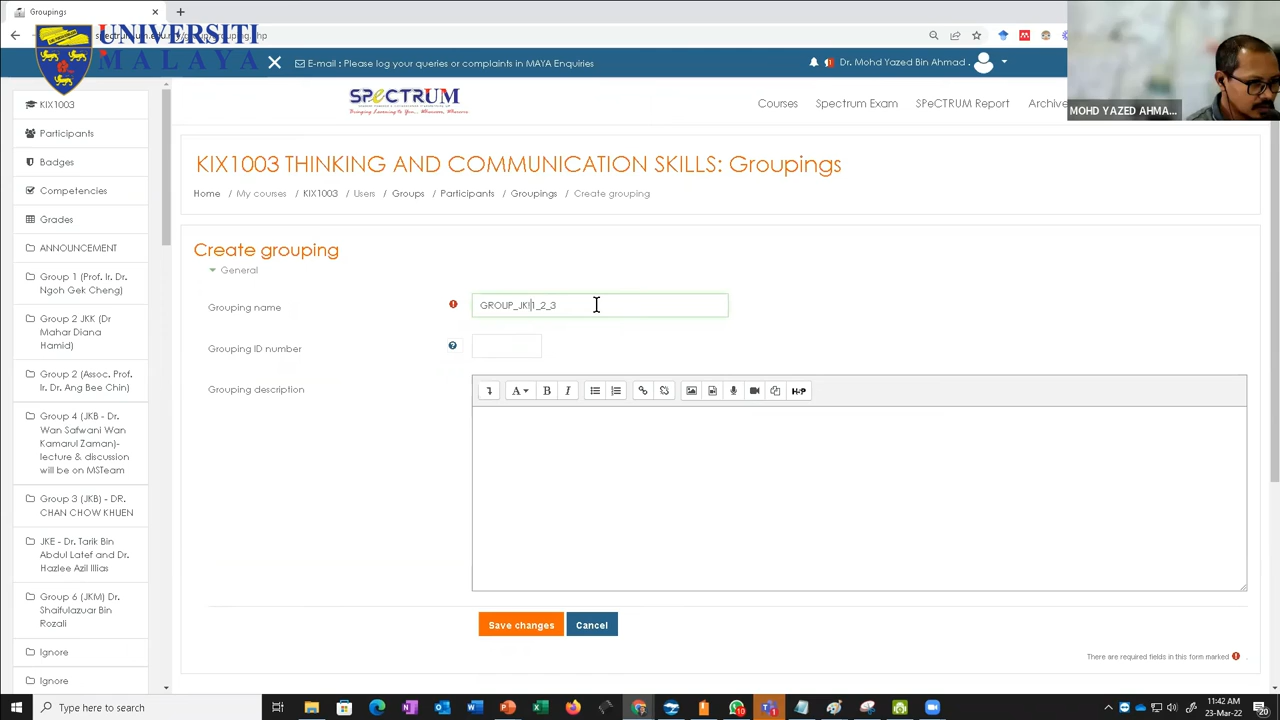 Groupings
UNIVERSITI
MALAYA
E-mail : Please log your queries or complaints in MAYA Enquiries
Dr. Mohd Yazed Bin Ahmad .
MOHD YAZED AHMA...
SPeCTRUM
Courses
Spectrum Exam
SPeCTRUM Report
KIX1003
Participants
Badges
Competencies
Grades
ANNOUNCEMENT
Group 1 (Prof. Ir. Dr.
Ngoh Gek Cheng)
Group 2 JKK (Dr
Mahar Diana
Hamid)
Group 2 (Assoc. Prof.
Ir. Dr. Ang Bee Chin)
Group 4 (JKB - Dr.
Wan Safwani Wan
Kamarul Zaman)-
lecture & discussion
will be on MSTeam
Group 3 (JKB) - DR.
CHAN CHOW KHUEN
JKE - Dr. Tarik Bin
Abdul Latef and Dr.
Hazlee Azil Illias
Group 6 (JKM) Dr.
Shaifulazuar Bin
Rozali
Ignore
Ignore
KIX1003 THINKING AND COMMUNICATION SKILLS: Groupings
Home / My courses / KIX1003 / Users / Groups / Participants / Groupings / Create grouping
Create grouping
General
Grouping name
GROUP_JKI1_2_3
Grouping ID number
Grouping description
A B I
H-P
Save changes
Cancel
There are required fields in this form marked
Type here to search
11:42 AM
23-Mar-22
20